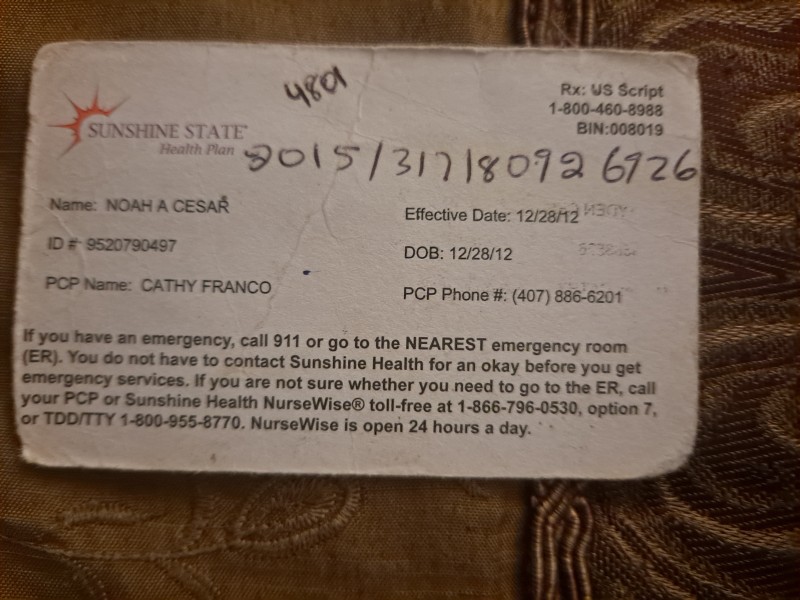 4801
Rx: US Script
1-800-460-8988
BIN:008019
SUNSHINE STATE
Health Plan
2015/317180926926
Name: NOAH A CESAR
Effective Date: 12/28/12
ID # 9520790497
DOB: 12/28/12
PCP Name: CATHY FRANCO
PCP Phone #: (407) 886-6201
If you have an emergency, call 911 or go to the NEAREST emergency room
(ER). You do not have to contact Sunshine Health for an okay before you get
emergency services. If you are not sure whether you need to go to the ER, call
your PCP or Sunshine Health NurseWise® toll-free at 1-866-796-0530, option 7,
or TDD/TTY 1-800-955-8770. NurseWise is open 24 hours a day.